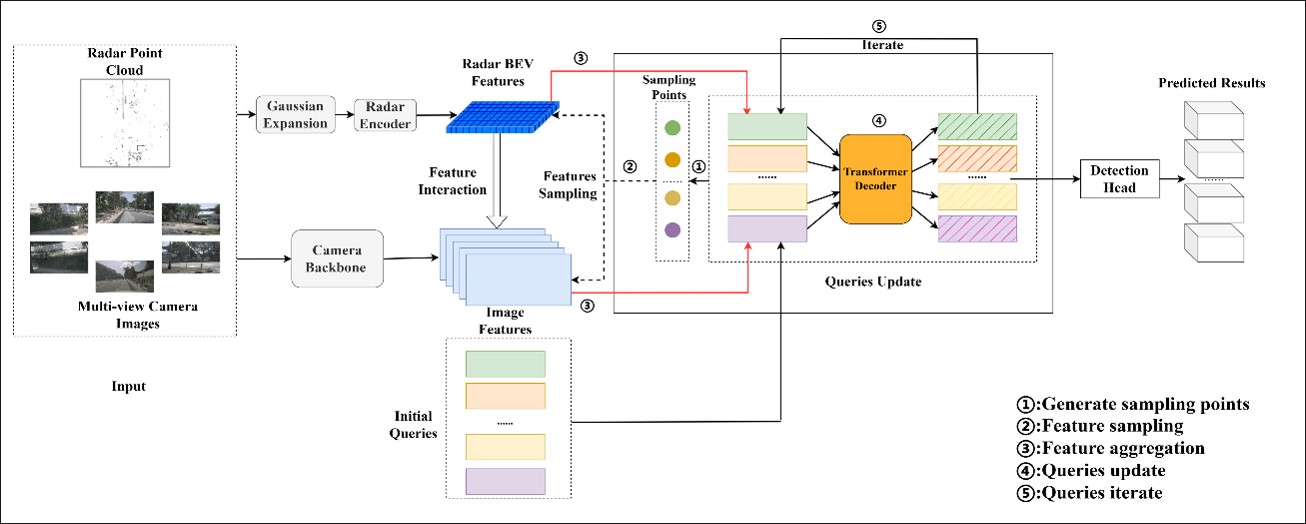 Radar Point
Cloud
Multi-view Camera
Images
Input
Gaussian
Expansion
Radar
Encoder
Camera
Backbone
Radar BEV
Features
Feature
Interaction
Image
Features
Initial
Queries
......
Features
Sampling
③
②
③
Sampling
Points
......
①
⑤
Iterate
......
④
Transformer
Decoder
......
Queries Update
Detection
Head
Predicted Results
......
①:Generate sampling points
②:Feature sampling
③:Feature aggregation
④:Queries update
⑤:Queries iterate